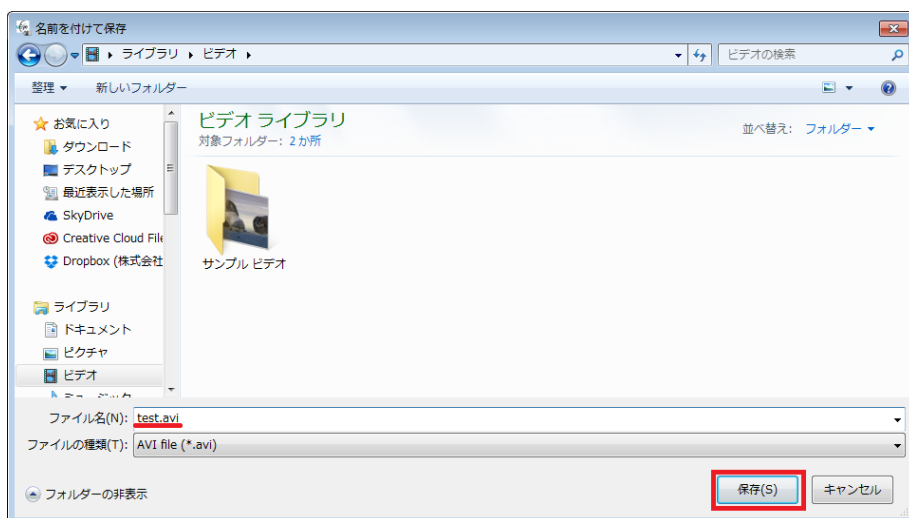 名前を付けて保存
ライブラリ ビデオ
ビデオの検索
整理 新しいフォルダー
お気に入り
ダウンロード
デスクトップ
最近表示した場所
SkyDrive
Creative Cloud File
Dropbox (株式会社
ライブラリ
ドキュメント
ピクチャ
ビデオ
ミュージック
ビデオ ライブラリ
対象フォルダー: 2 か所
並べ替え: フォルダー
サンプル ビデオ
ファイル名(N): test.avi
ファイルの種類(T): AVI file (*.avi)
フォルダーの非表示
保存(S) キャンセル